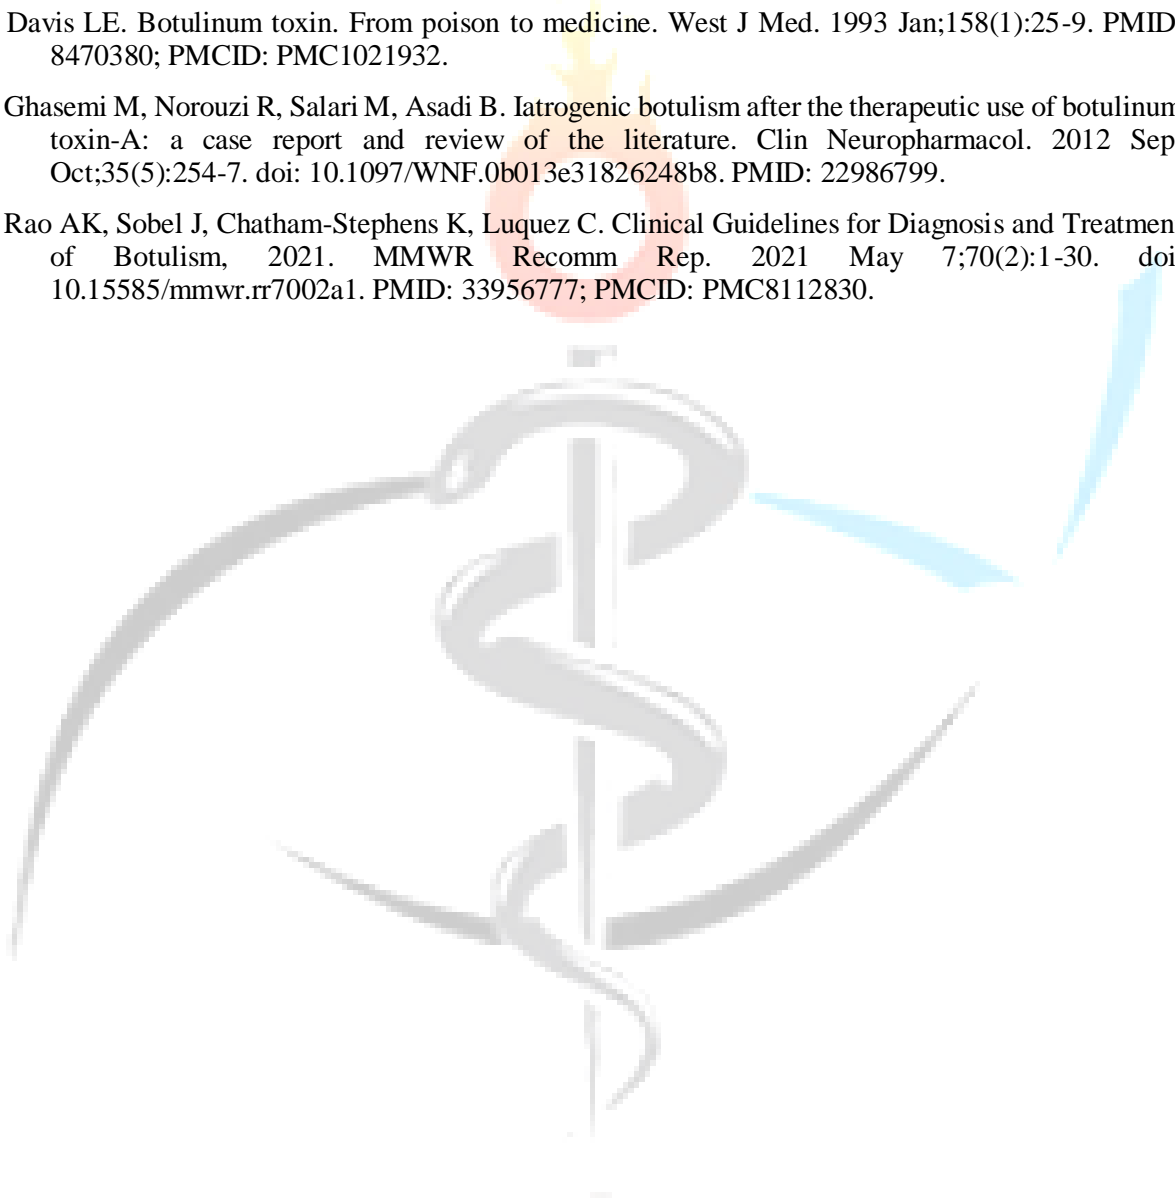 Davis LE. Botulinum toxin. From poison to medicine. West J Med. 1993 Jan;158(1):25-9. PMID
8470380; PMCID: PMC1021932.
Ghasemi M, Norouzi R, Salari M, Asadi B. Iatrogenic botulism after the therapeutic use of botulinum
toxin-A: a case report and review of the literature. Clin Neuropharmacol. 2012 Sep
Oct;35(5):254-7. doi: 10.1097/WNF.0b013e31826248b8. PMID: 22986799.
Rao AK, Sobel J, Chatham-Stephens K, Luquez C. Clinical Guidelines for Diagnosis and Treatmen
of Botulism, 2021. MMWR Recomm Rep. 2021 May 7;70(2):1-30. doi
10.15585/mmwr.rr7002a1. PMID: 33956777; PMCID: PMC8112830.